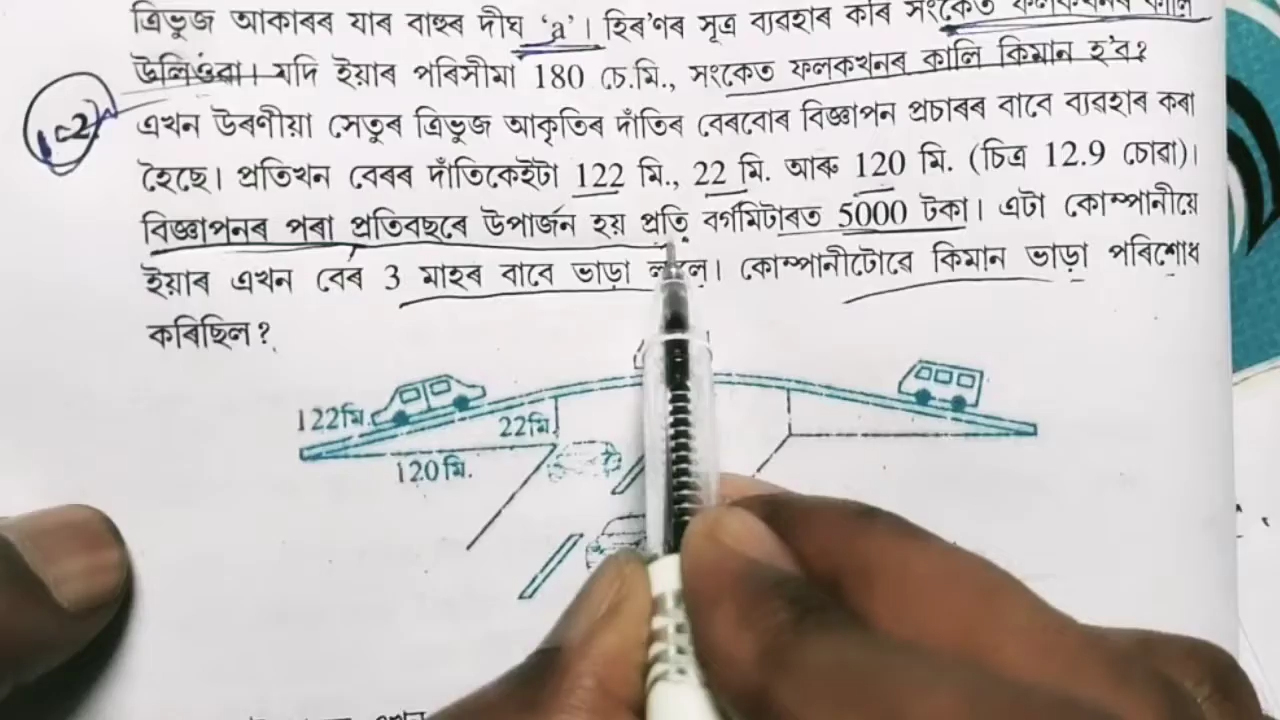 ত্ৰিভুজ আকাৰৰ যাৰ বাহুৰ দীঘ ‘a’। হিৰ'ণৰ সূত্ৰ ব্যৱহাৰ কৰি সংকেত ফলকখনৰ কালি
উলিওৱা। যদি ইয়াৰ পৰিসীমা 180 চে.মি., সংকেত ফলকখনৰ কালি কিমান হ'ব?
2
এখন উৰণীয়া সেতুৰ ত্ৰিভুজ আকৃতিৰ দাঁতিৰ বেৰবোৰ বিজ্ঞাপন প্ৰচাৰৰ বাবে ব্যৱহাৰ কৰা
হৈছে। প্ৰতিখন বেৰৰ দাঁতিকেইটা 122 মি., 22 মি. আৰু 120 মি. (চিত্ৰ 12.9 চোৱা)।
বিজ্ঞাপনৰ পৰা প্ৰতিবছৰে উপাৰ্জন হয় প্ৰতি বৰ্গমিটাৰত 5000 টকা। এটা কোম্পানীয়ে
ইয়াৰ এখন বেৰ 3 মাহৰ বাবে ভাড়া ল'লে। কোম্পানীটোৱে কিমান ভাড়া পৰিশোধ
কৰিছিল?
122মি.
22মি.
120মি.